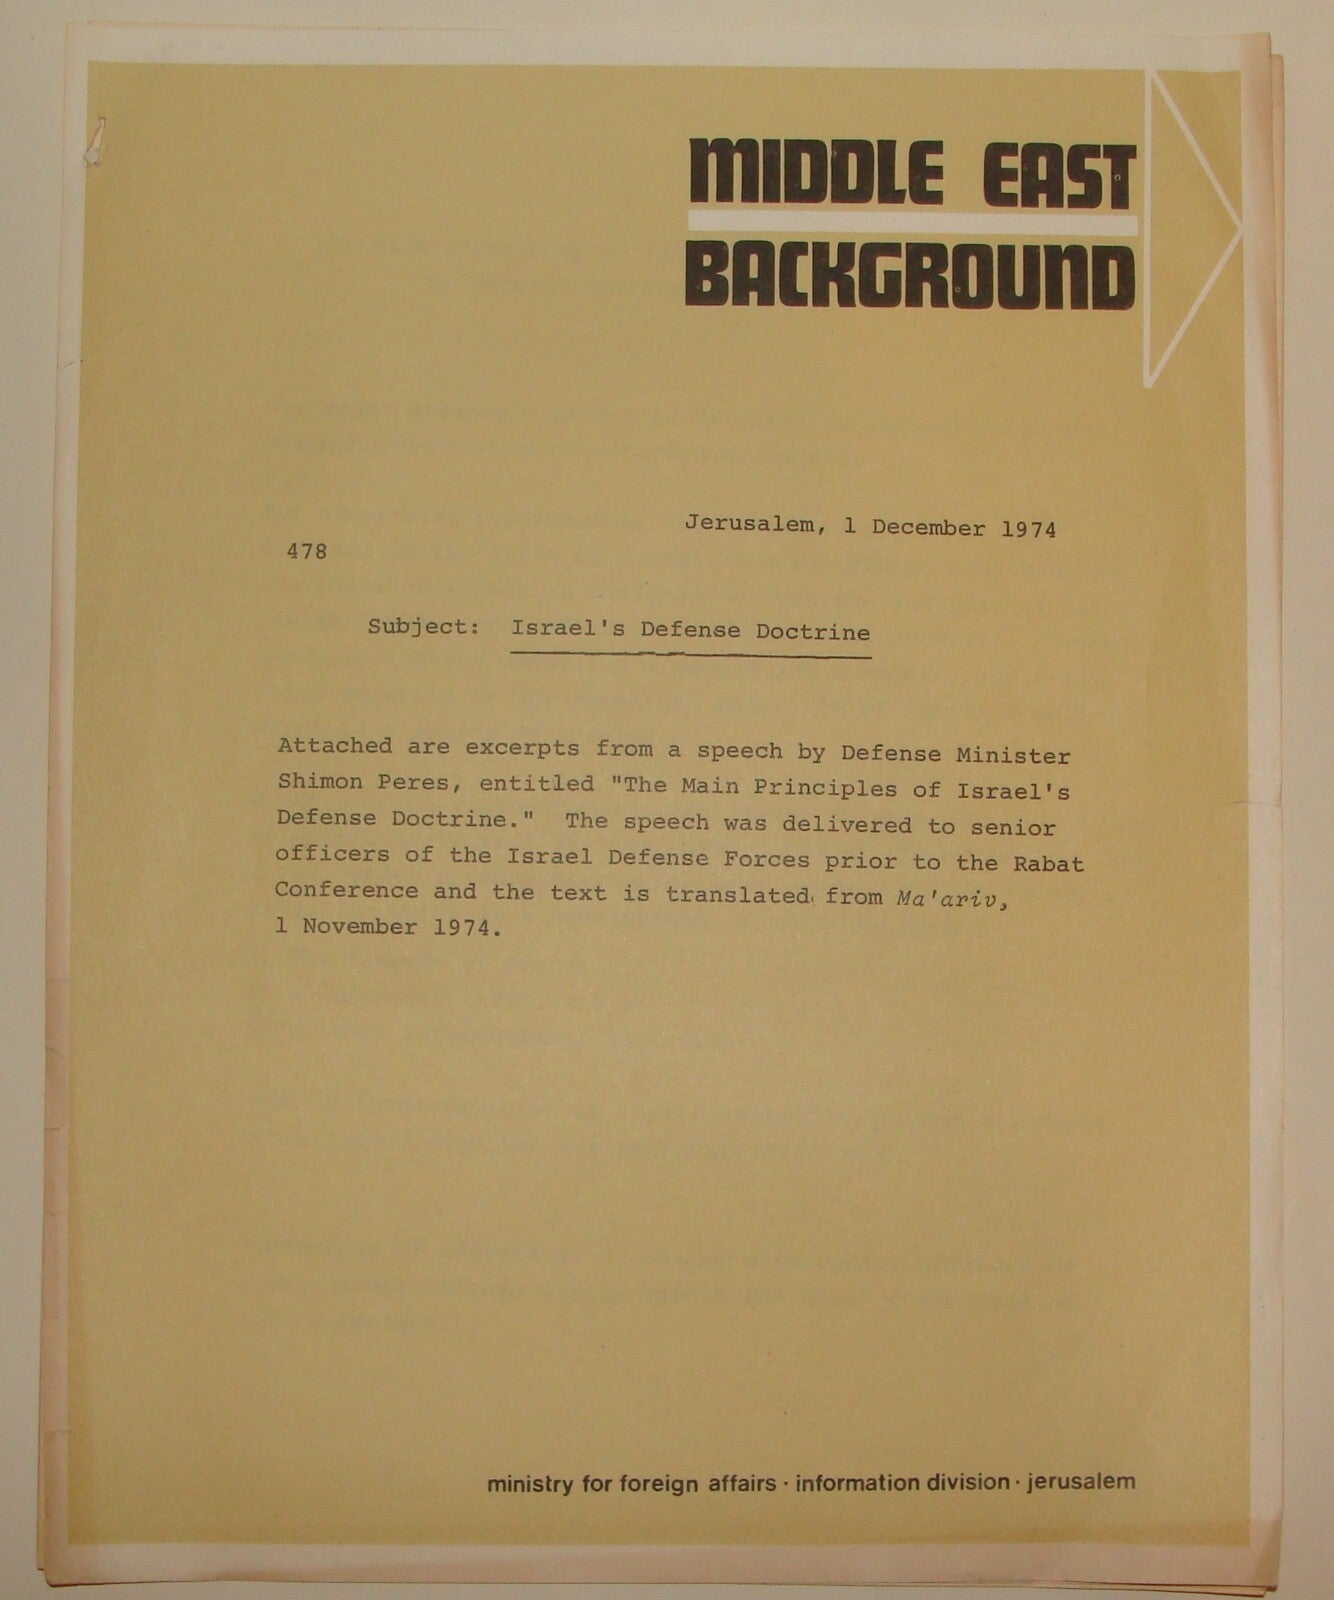 MIDDLE EAST
BACKGROUND
Jerusalem, 1 December 1974
478
Subject: Israel's Defense Doctrine
Attached are excerpts from a speech by Defense Minister
Shimon Peres, entitled "The Main Principles of Israel's
Defense Doctrine." The speech was delivered to senior
officers of the Israel Defense Forces prior to the Rabat
Conference and the text is translated from Ma'ariv,
1 November 1974.
ministry for foreign affairs · information division · jerusalem